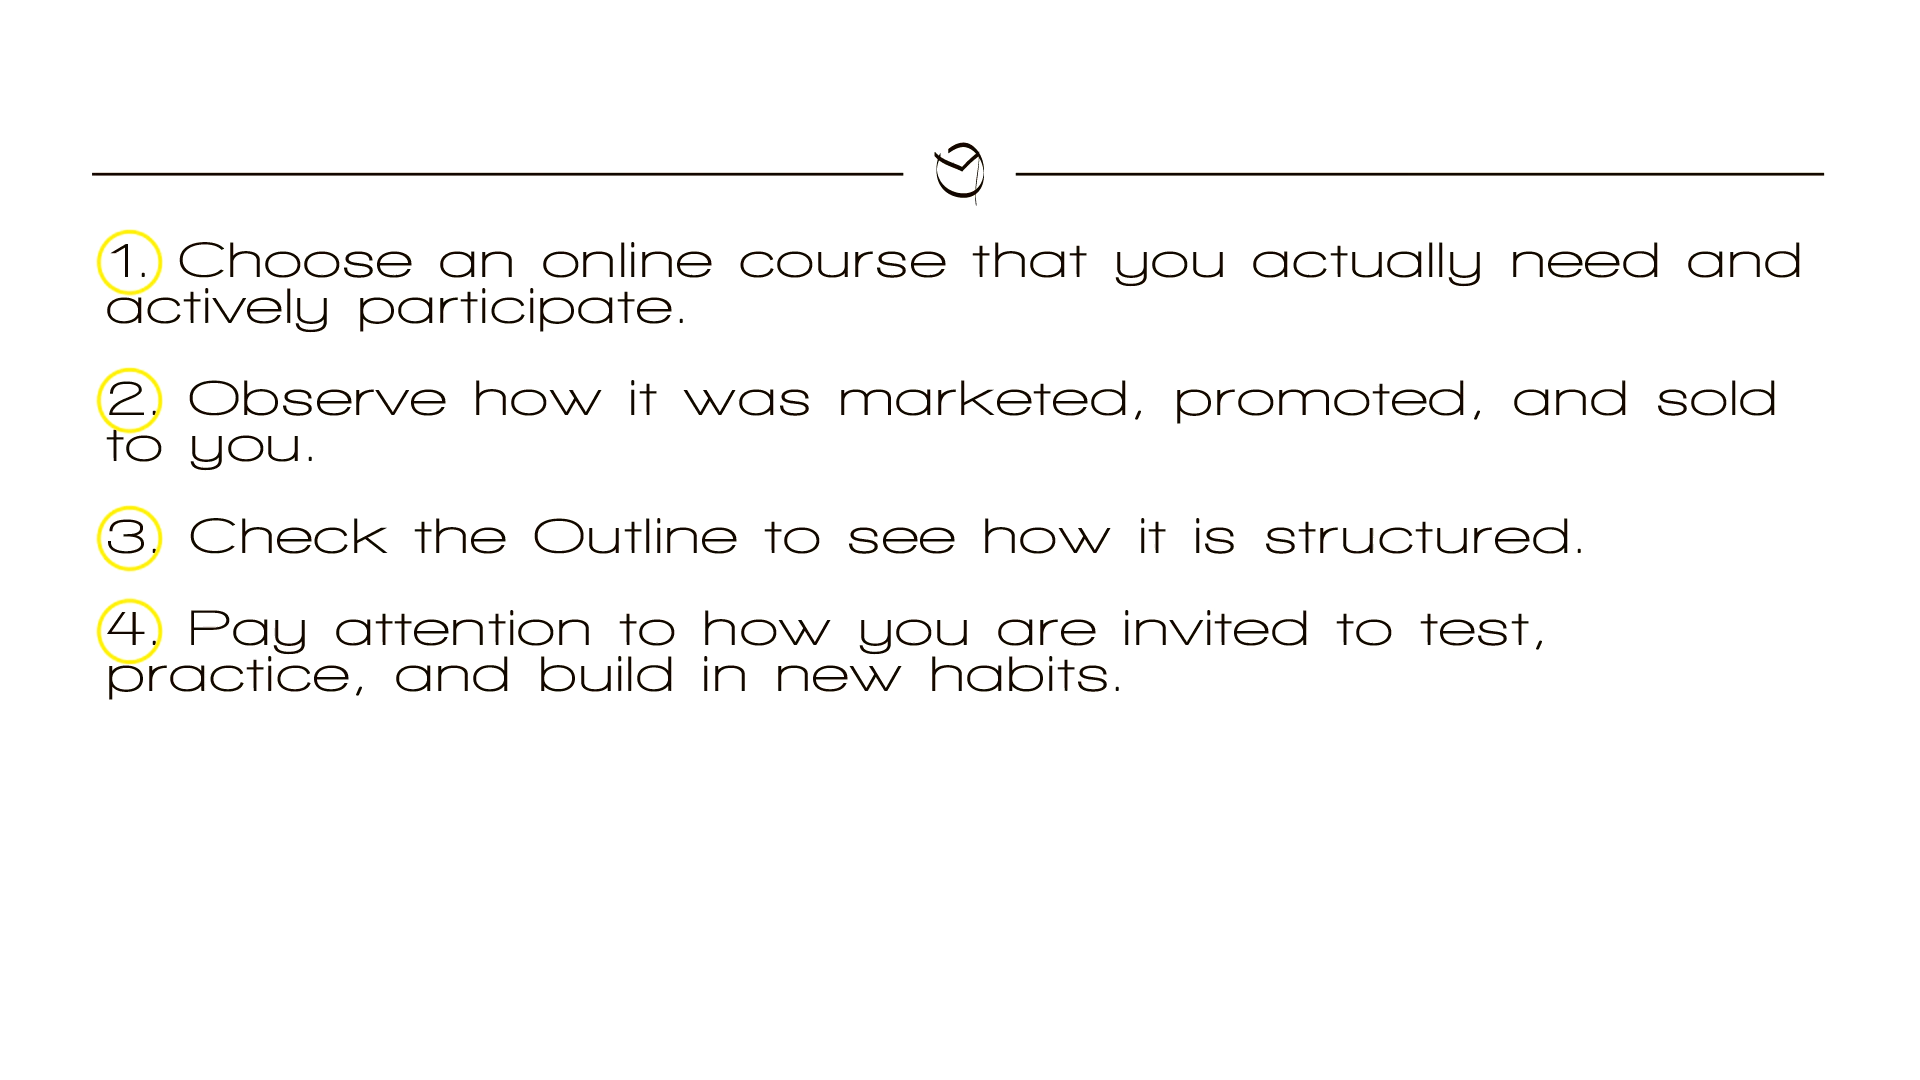 1. Choose an online course that you actually need and
actively participate.
2. Observe how it was marketed, promoted, and sold
to you.
3. Check the Outline to see how it is structured.
4. Pay attention to how you are invited to test,
practice, and build in new habits.